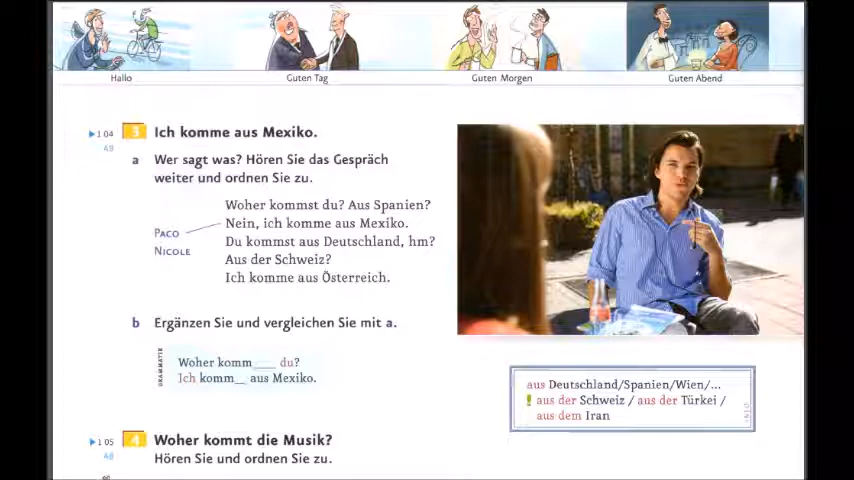 Hallo
Guten Tag
Guten Morgen
Guten Abend
▶1 04
3 Ich komme aus Mexiko.
AB
a Wer sagt was? Hören Sie das Gespräch
weiter und ordnen Sie zu.
Woher kommst du? Aus Spanien?
Nein, ich komme aus Mexiko.
PACO
Du kommst aus Deutschland, hm?
NICOLE
Aus der Schweiz?
Ich komme aus Österreich.
b Ergänzen Sie und vergleichen Sie mit a.
GRAMMATIK
Woher komm___ du?
Ich komm__ aus Mexiko.
aus Deutschland/Spanien/Wien/...
! aus der Schweiz / aus der Türkei /
aus dem Iran
INFO
▶1 05
4 Woher kommt die Musik?
AB
Hören Sie und ordnen Sie zu.